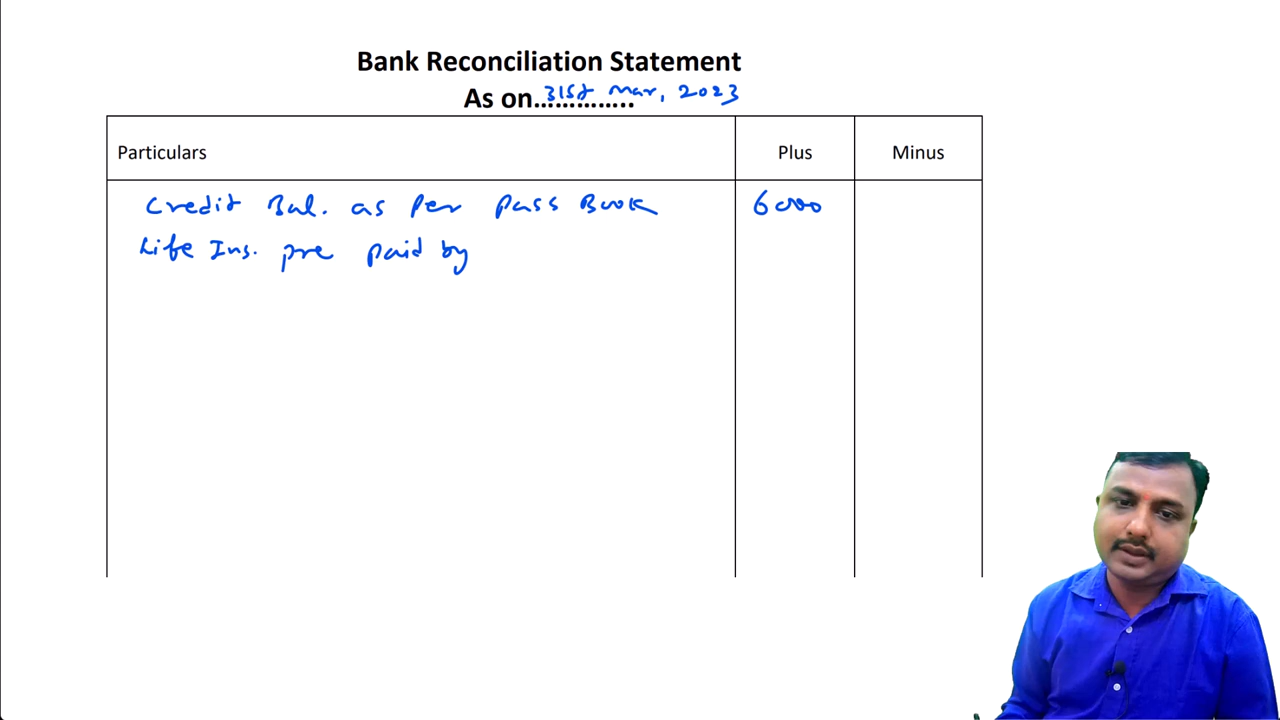 Bank Reconciliation Statement
As on………….. 31st Mar, 2023
Particulars Plus Minus
Credit Bal. as Per Pass Book 6000
Life Ins. pre paid by